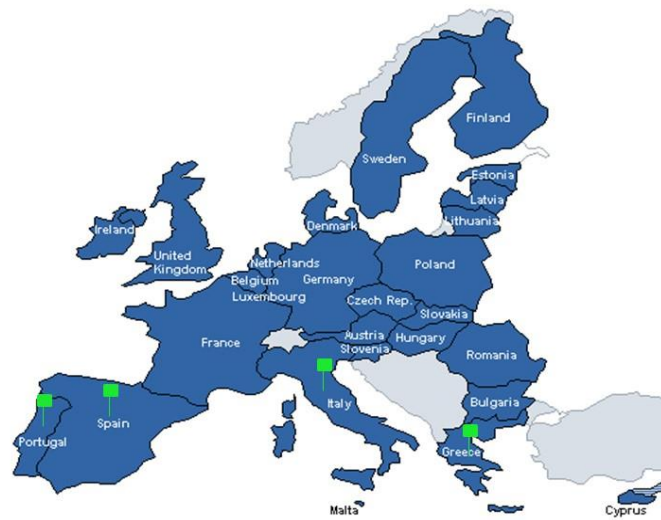 Finland
Sweden
Estonia
Latvia
Lithuania
Denmark
Ireland
United
Kingdom
Netherlands
Belgium
Luxembourg
Germany
Poland
Czech Rep.
Slovakia
Austria
Hungary
Slovenia
France
Romania
Italy
Bulgaria
Portugal
Spain
Greece
Malta
Cyprus